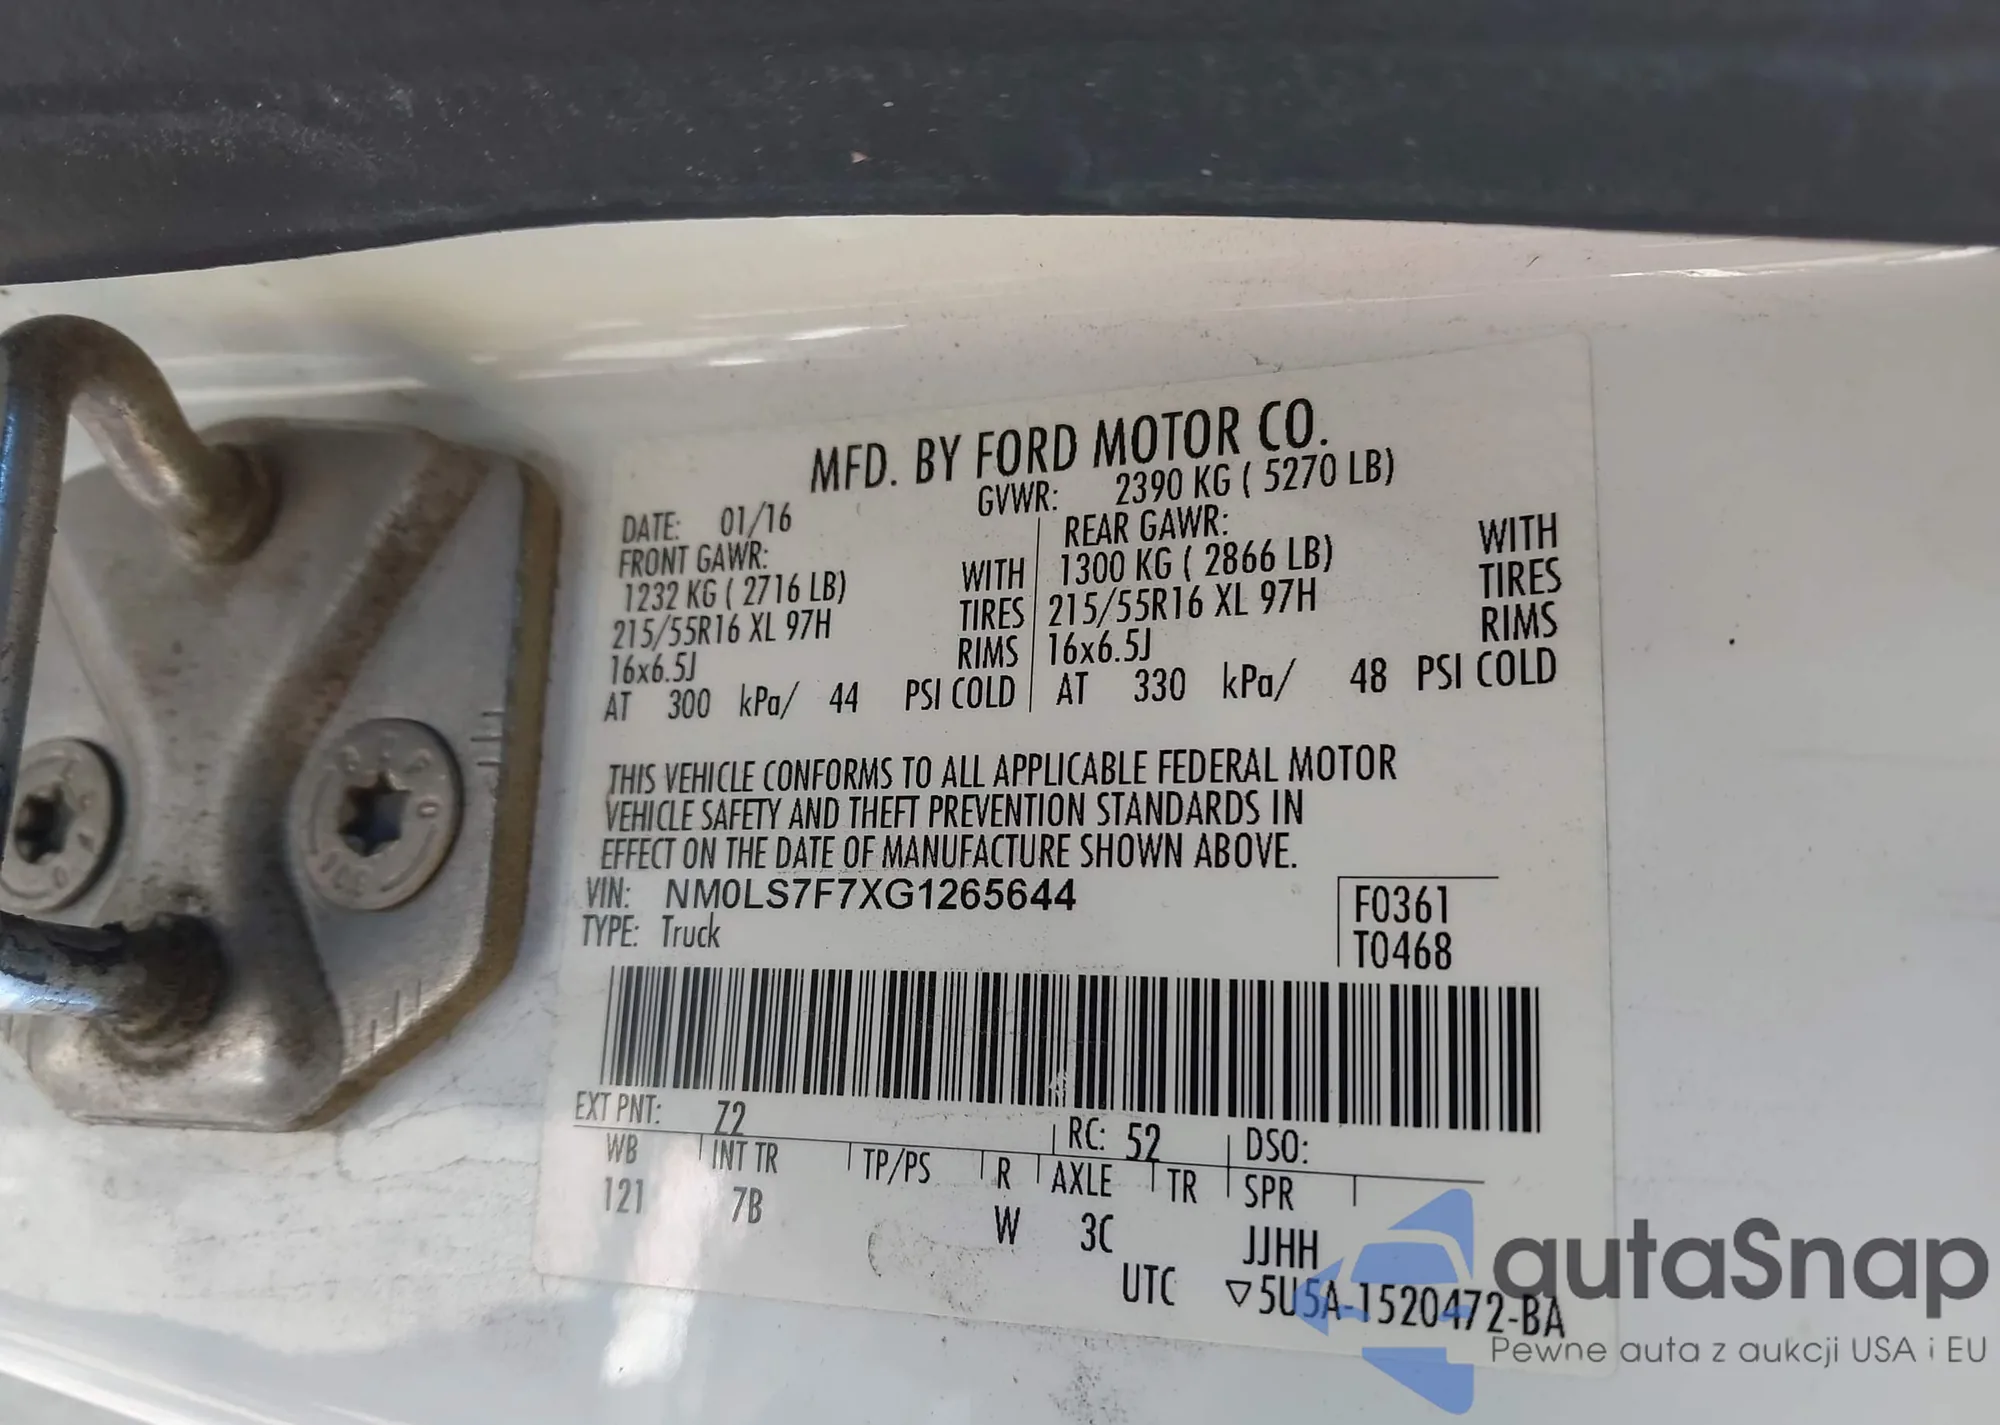 MFD. BY FORD MOTOR CO.
DATE: 01/16 GVWR: 2390 KG ( 5270 LB)
FRONT GAWR: REAR GAWR:
1232 KG ( 2716 LB) WITH 1300 KG ( 2866 LB) WITH
215/55R16 XL 97H TIRES 215/55R16 XL 97H TIRES
16x6.5J RIMS 16x6.5J RIMS
AT 300 kPa/ 44 PSI COLD AT 330 kPa/ 48 PSI COLD
THIS VEHICLE CONFORMS TO ALL APPLICABLE FEDERAL MOTOR
VEHICLE SAFETY AND THEFT PREVENTION STANDARDS IN
EFFECT ON THE DATE OF MANUFACTURE SHOWN ABOVE.
VIN: NM0LS7F7XG1265644 F0361
TYPE: Truck T0468
EXT PNT: Z2 RC: 52 DSO:
WB INT TR TP/PS R AXLE TR SPR
121 7B W 3C JJHH
UTC ▽5U5A-1520472-BA
autaSnap
Pewne auta z aukcji USA i EU